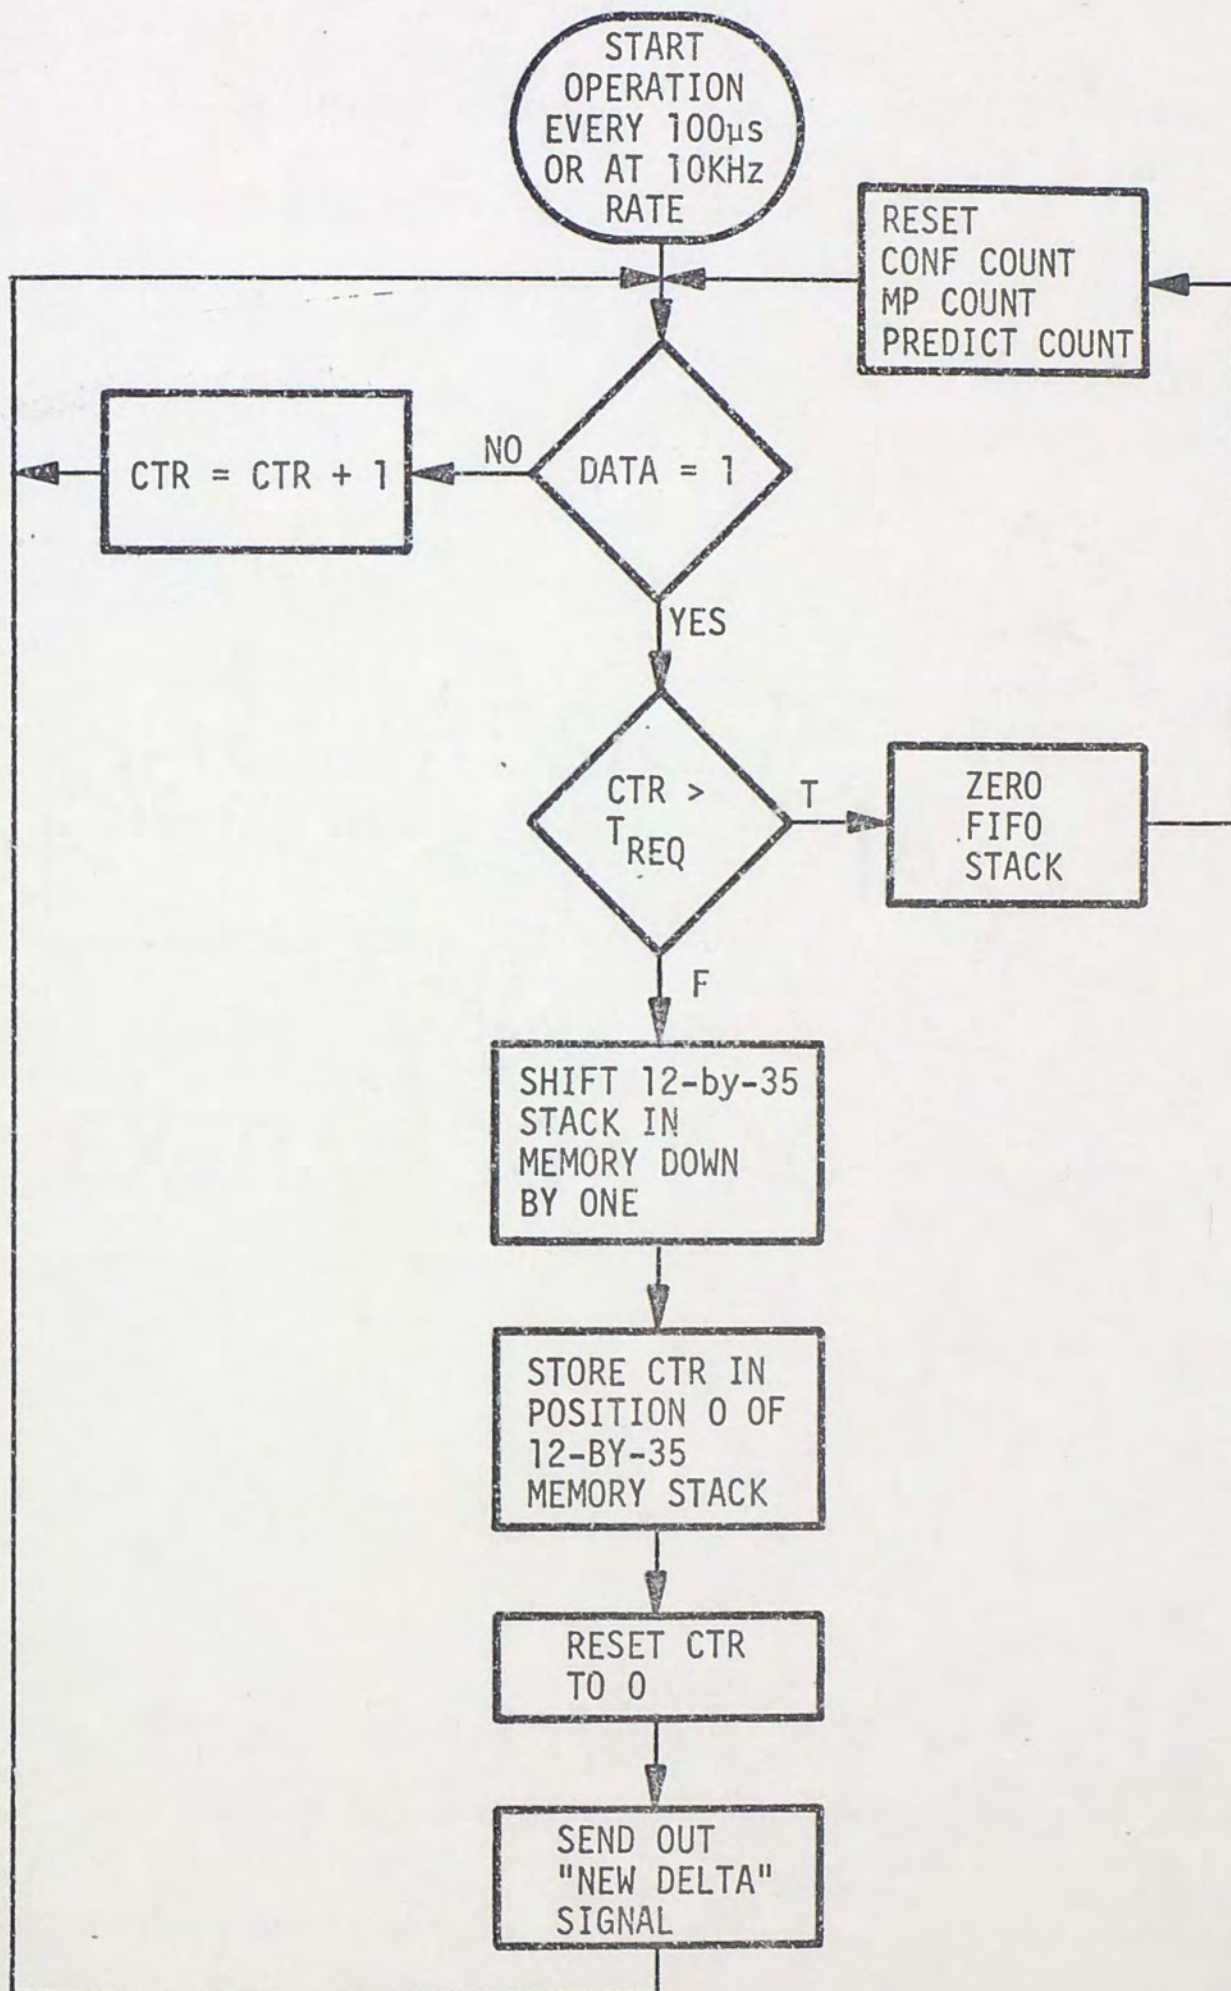 START
OPERATION
EVERY 100μs
OR AT 10KHz
RATE
RESET
CONF COUNT
MP COUNT
PREDICT COUNT
CTR = CTR + 1
NO
DATA = 1
YES
CTR >
T_REQ
T
ZERO
FIFO
STACK
F
SHIFT 12-by-35
STACK IN
MEMORY DOWN
BY ONE
STORE CTR IN
POSITION 0 OF
12-BY-35
MEMORY STACK
RESET CTR
TO 0
SEND OUT
"NEW DELTA"
SIGNAL